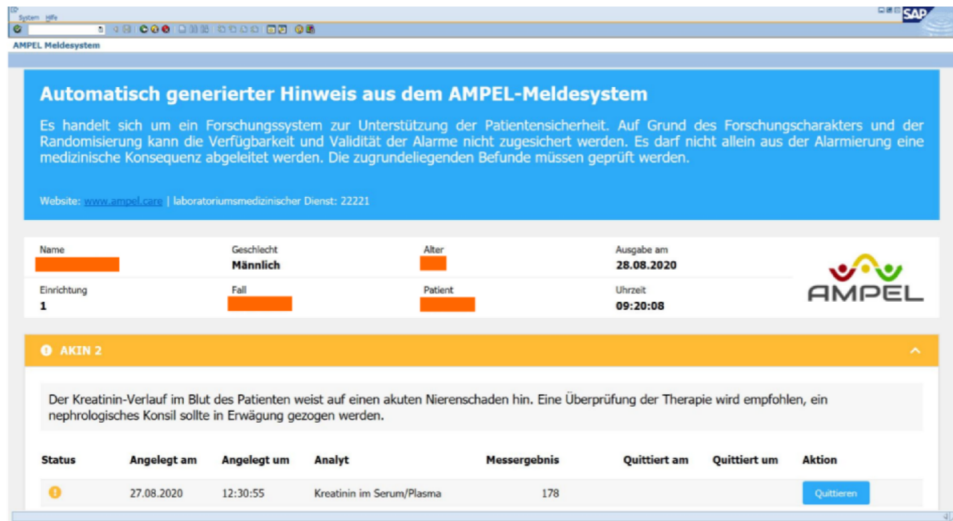 System Hilfe
SAP
AMPEL Meldesystem
Automatisch generierter Hinweis aus dem AMPEL-Meldesystem
Es handelt sich um ein Forschungssystem zur Unterstützung der Patientensicherheit. Auf Grund des Forschungscharakters und der
Randomisierung kann die Verfügbarkeit und Validität der Alarme nicht zugesichert werden. Es darf nicht allein aus der Alarmierung eine
medizinische Konsequenz abgeleitet werden. Die zugrundeliegenden Befunde müssen geprüft werden.
Website: www.ampel.care | laboratoriumsmedizinischer Dienst: 22221
Name Geschlecht Alter Ausgabe am
Männlich 28.08.2020
Einrichtung Fall Patient Uhrzeit
1 09:20:08
AMPEL
AKIN 2
Der Kreatinin-Verlauf im Blut des Patienten weist auf einen akuten Nierenschaden hin. Eine Überprüfung der Therapie wird empfohlen, ein
nephrologisches Konsil sollte in Erwägung gezogen werden.
Status Angelegt am Angelegt um Analyt Messergebnis Quittiert am Quittiert um Aktion
27.08.2020 12:30:55 Kreatinin im Serum/Plasma 178 Quittieren